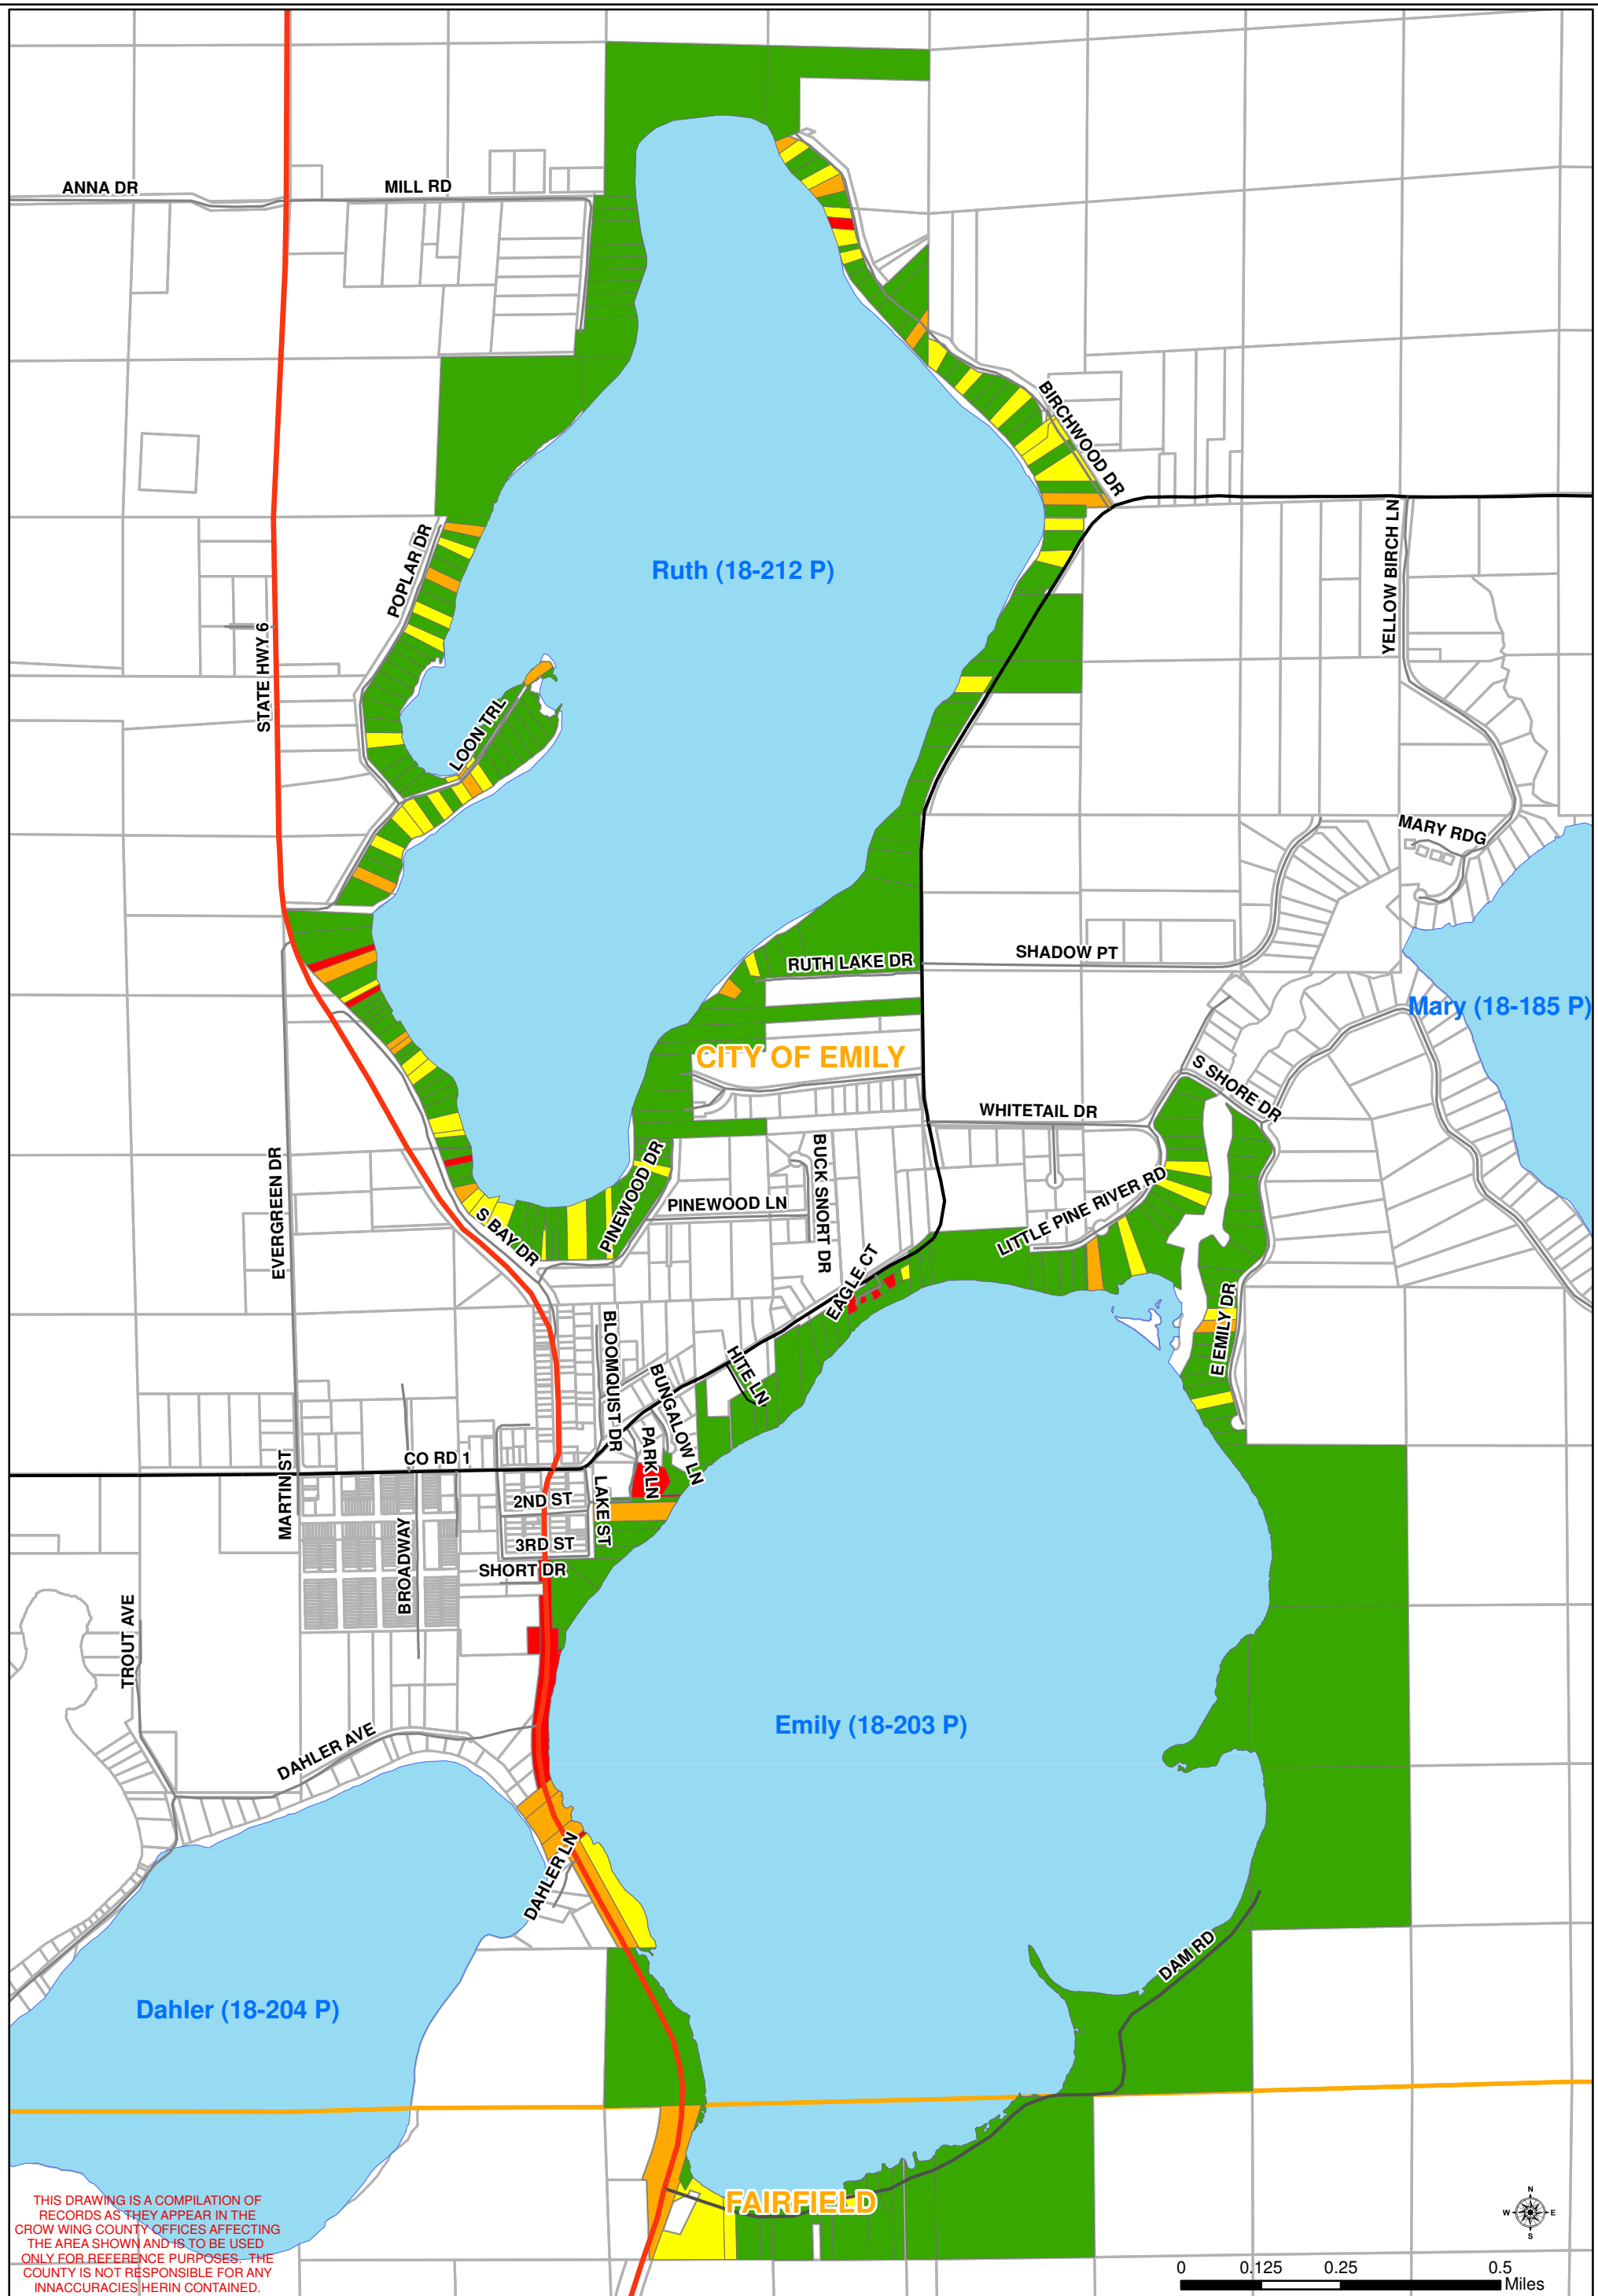 ANNA DR
MILL RD
BIRCHWOOD DR
YELLOW BIRCH LN
POPLAR DR
Ruth (18-212 P)
STATE HWY 6
LOON TRL
MARY RDG
RUTH LAKE DR
SHADOW PT
Mary (18-185 P)
CITY OF EMILY
S SHORE DR
WHITETAIL DR
EVERGREEN DR
BUCK SNORT DR
PINEWOOD DR
PINEWOOD LN
LITTLE PINE RIVER RD
S BAY DR
EAGLE CT
E EMILY DR
BLOOMQUIST DR
HITE LN
BUNGALOW LN
PARK LN
CO RD 1
MARTIN ST
2ND ST
LAKE ST
3RD ST
SHORT DR
BROADWAY
TROUT AVE
Emily (18-203 P)
DAHLER AVE
DAHLER LN
DAM RD
Dahler (18-204 P)
FAIRFIELD
THIS DRAWING IS A COMPILATION OF
RECORDS AS THEY APPEAR IN THE
CROW WING COUNTY OFFICES AFFECTING
THE AREA SHOWN AND IS TO BE USED
ONLY FOR REFERENCE PURPOSES. THE
COUNTY IS NOT RESPONSIBLE FOR ANY
INNACCURACIES HERIN CONTAINED.
N
W E
S
0 0.125 0.25 0.5
Miles